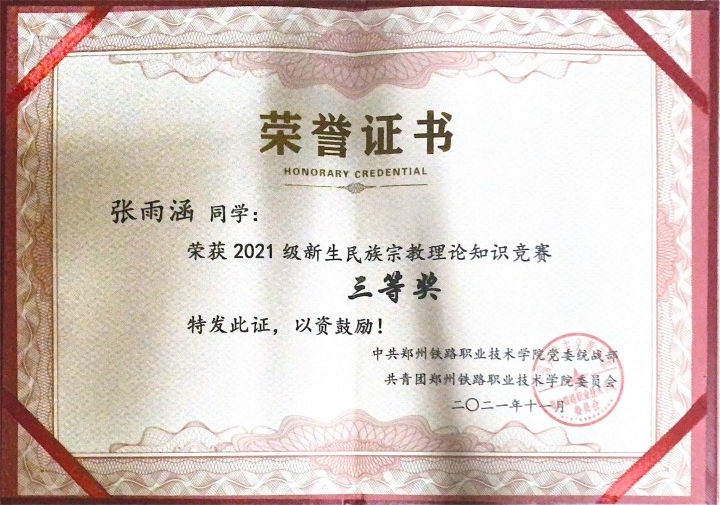 荣誉证书
HONORARY CREDENTIAL
张雨涵 同学：
荣获 2021 级新生民族宗教理论知识竞赛
三等奖
特发此证，以资鼓励！
中共郑州铁路职业技术学院党委统战部
共青团郑州铁路职业技术学院委员会
二〇二一年十一月
委员会